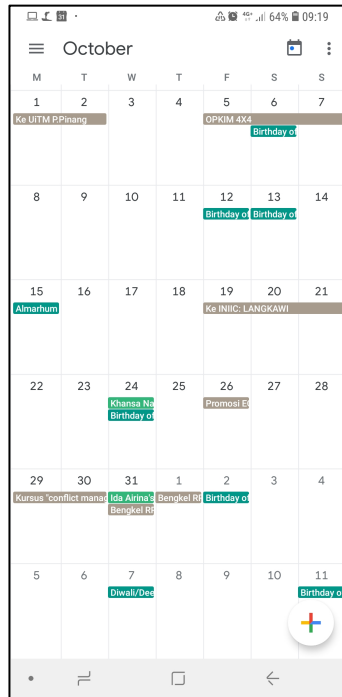 31 4G+ 64% 09:19
October
M T W T F S S
1 2 3 4 5 6 7
Ke UiTM P.Pinang OPKIM 4X4
Birthday of
8 9 10 11 12 13 14
Birthday of Birthday of
15 16 17 18 19 20 21
Almarhum Ke INIIC: LANGKAWI
22 23 24 25 26 27 28
Khansa Na Promosi E
Birthday of
29 30 31 1 2 3 4
Kursus "conflict manag Ida Airina's Bengkel RP Birthday of
Bengkel RP
5 6 7 8 9 10 11
Diwali/Dee Birthday o